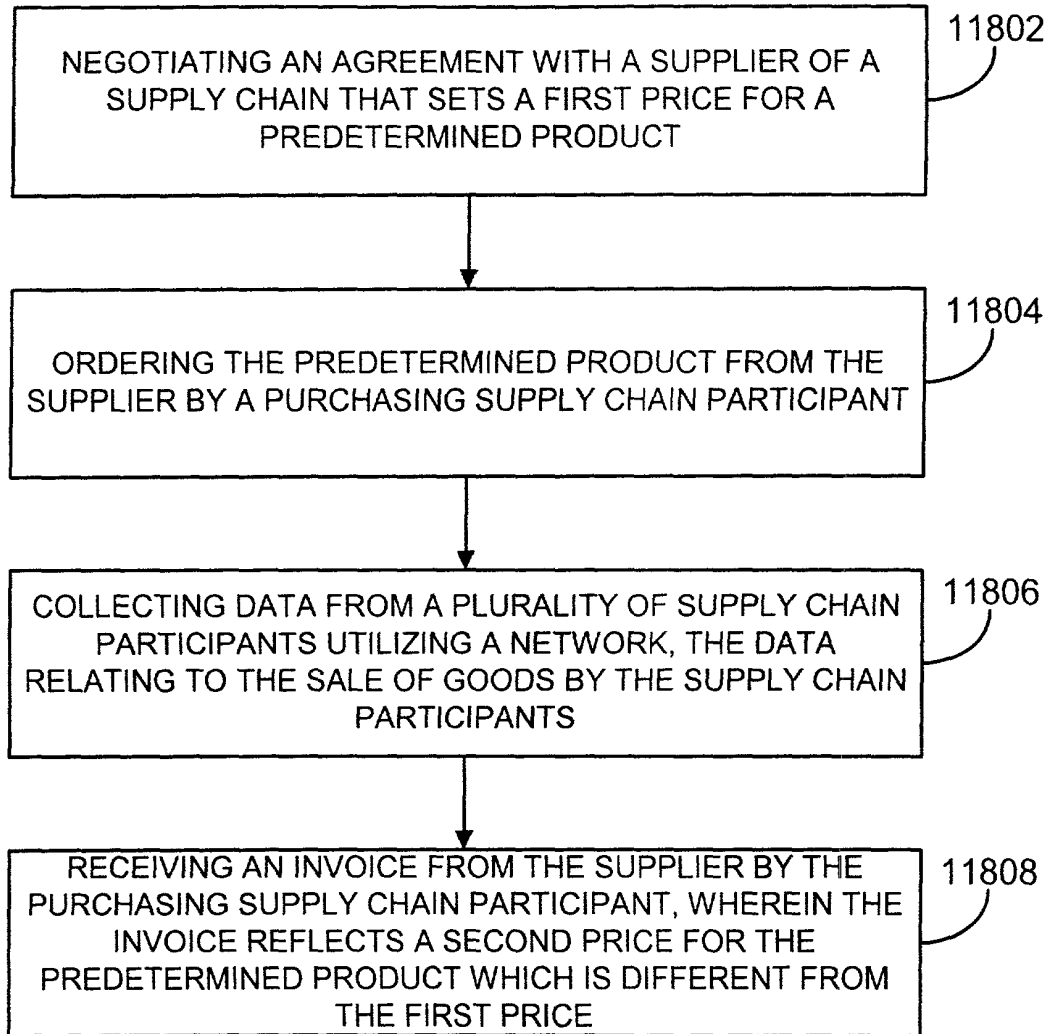 11802
NEGOTIATING AN AGREEMENT WITH A SUPPLIER OF A
SUPPLY CHAIN THAT SETS A FIRST PRICE FOR A
PREDETERMINED PRODUCT
11804
ORDERING THE PREDETERMINED PRODUCT FROM THE
SUPPLIER BY A PURCHASING SUPPLY CHAIN PARTICIPANT
11806
COLLECTING DATA FROM A PLURALITY OF SUPPLY CHAIN
PARTICIPANTS UTILIZING A NETWORK, THE DATA
RELATING TO THE SALE OF GOODS BY THE SUPPLY CHAIN
PARTICIPANTS
11808
RECEIVING AN INVOICE FROM THE SUPPLIER BY THE
PURCHASING SUPPLY CHAIN PARTICIPANT, WHEREIN THE
INVOICE REFLECTS A SECOND PRICE FOR THE
PREDETERMINED PRODUCT WHICH IS DIFFERENT FROM
THE FIRST PRICE